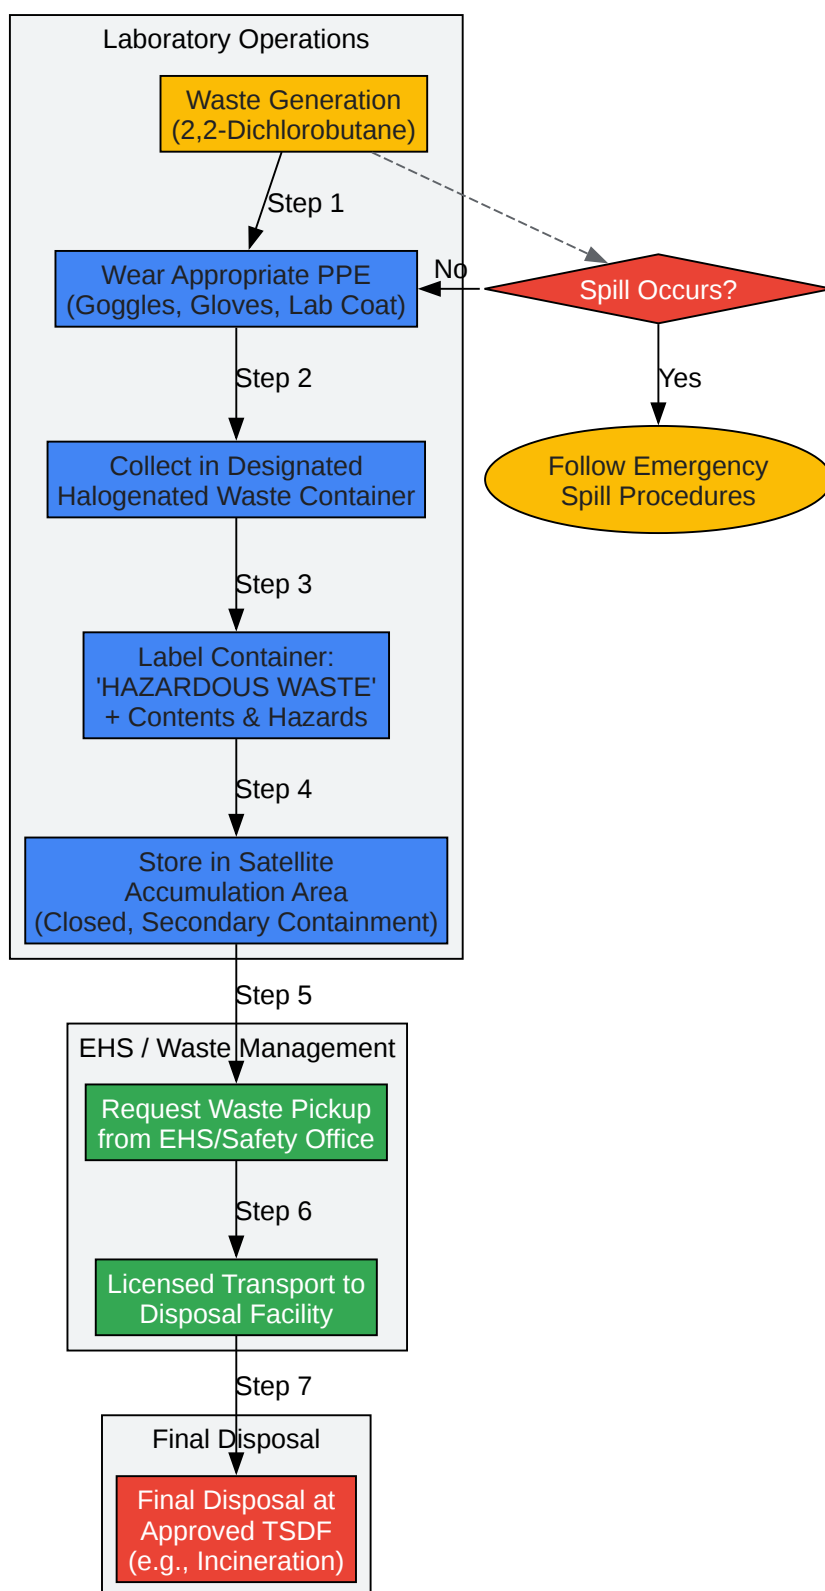 Laboratory Operations
Waste Generation
(2,2-Dichlorobutane)
Step 1
No
Spill Occurs?
Wear Appropriate PPE
(Goggles, Gloves, Lab Coat)
Step 2
Yes
Collect in Designated
Halogenated Waste Container
Follow Emergency
Spill Procedures
Step 3
Label Container:
'HAZARDOUS WASTE'
+ Contents & Hazards
Step 4
Store in Satellite
Accumulation Area
(Closed, Secondary Containment)
Step 5
EHS / Waste Management
Request Waste Pickup
from EHS/Safety Office
Step 6
Licensed Transport to
Disposal Facility
Step 7
Final Disposal
Final Disposal at
Approved TSDF
(e.g., Incineration)